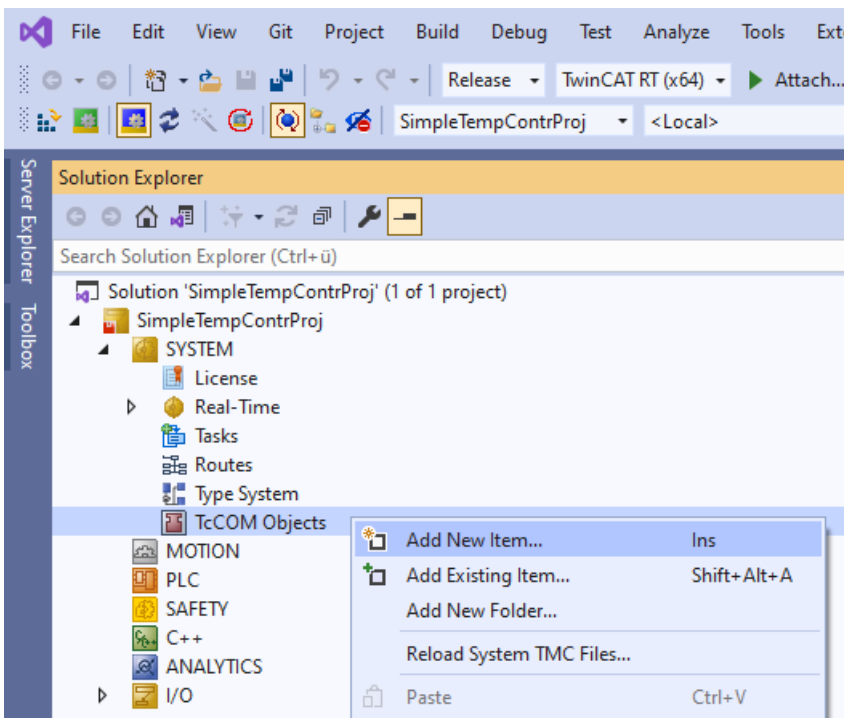 File Edit View Git Project Build Debug Test Analyze Tools
Release TwinCAT RT (x64) Attach...
SimpleTempContrProj <Local>
Server Explorer
Toolbox
Solution Explorer
Search Solution Explorer (Ctrl+ü)
Solution 'SimpleTempContrProj' (1 of 1 project)
SimpleTempContrProj
SYSTEM
License
Real-Time
Tasks
Routes
Type System
TcCOM Objects
Add New Item... Ins
MOTION
PLC
Add Existing Item... Shift+Alt+A
SAFETY
Add New Folder...
C++
Reload System TMC Files...
ANALYTICS
I/O
Paste Ctrl+V